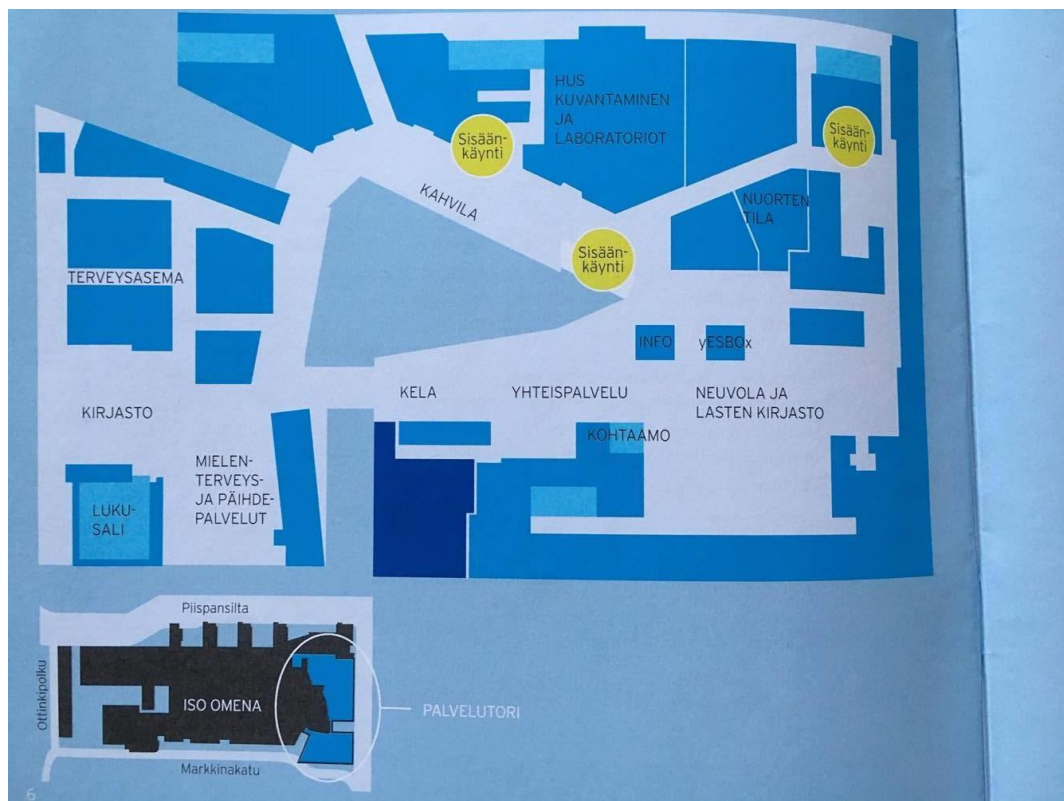 HUS
KUVANTAMINEN
JA
LABORATORIOT
Sisään-
käynti
Sisään-
käynti
KAHVILA
NUORTEN
TILA
Sisään-
käynti
TERVEYSASEMA
INFO
yESBOx
KELA
YHTEISPALVELU
NEUVOLA JA
LASTEN KIRJASTO
KIRJASTO
KOHTAAMO
MIELEN-
TERVEYS-
JA PÄIHDE-
PALVELUT
LUKU-
SALI
Piispansilta
Ottinkipolku
ISO OMENA
PALVELUTORI
Markkinakatu
6